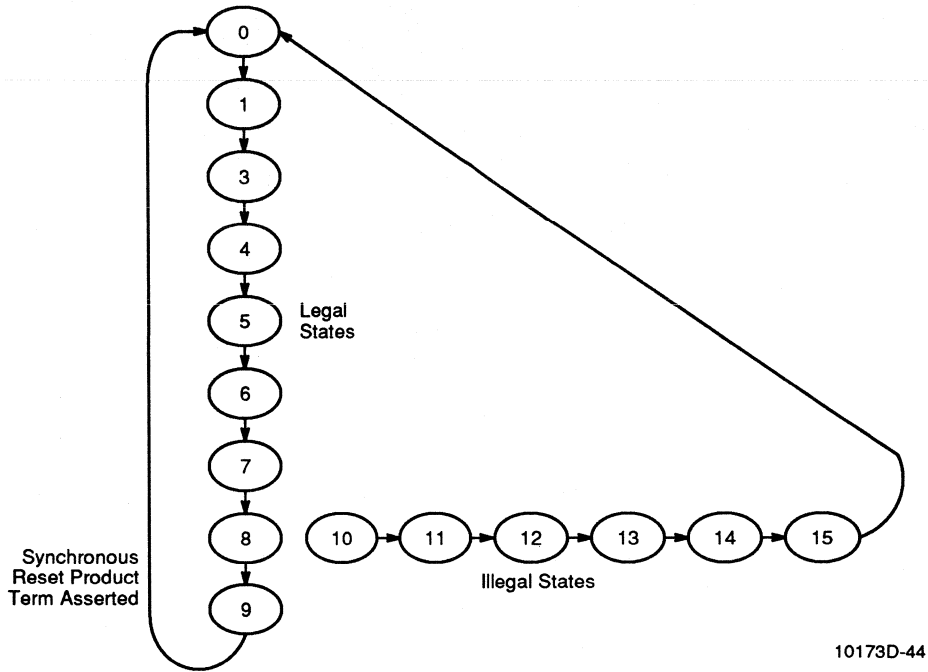 0
1
3
4
5
Legal
States
6
7
8
9
Synchronous
Reset Product
Term Asserted
10
11
12
13
14
15
Illegal States
10173D-44